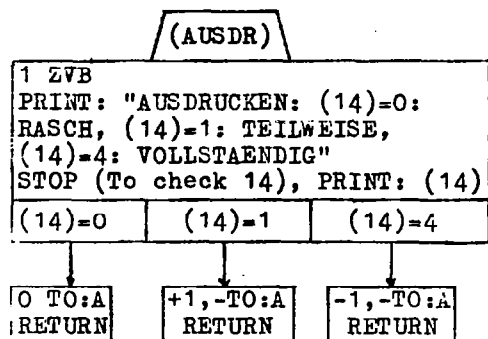 (AUSDR)
1 ZVB
PRINT: "AUSDRUCKEN: (14)=0:
RASCH, (14)=1: TEILWEISE,
(14)=4: VOLLSTAENDIG"
STOP (To check 14), PRINT: (14)
(14)=0 (14)=1 (14)=4
0 TO:A +1,-TO:A -1,-TO:A
RETURN RETURN RETURN